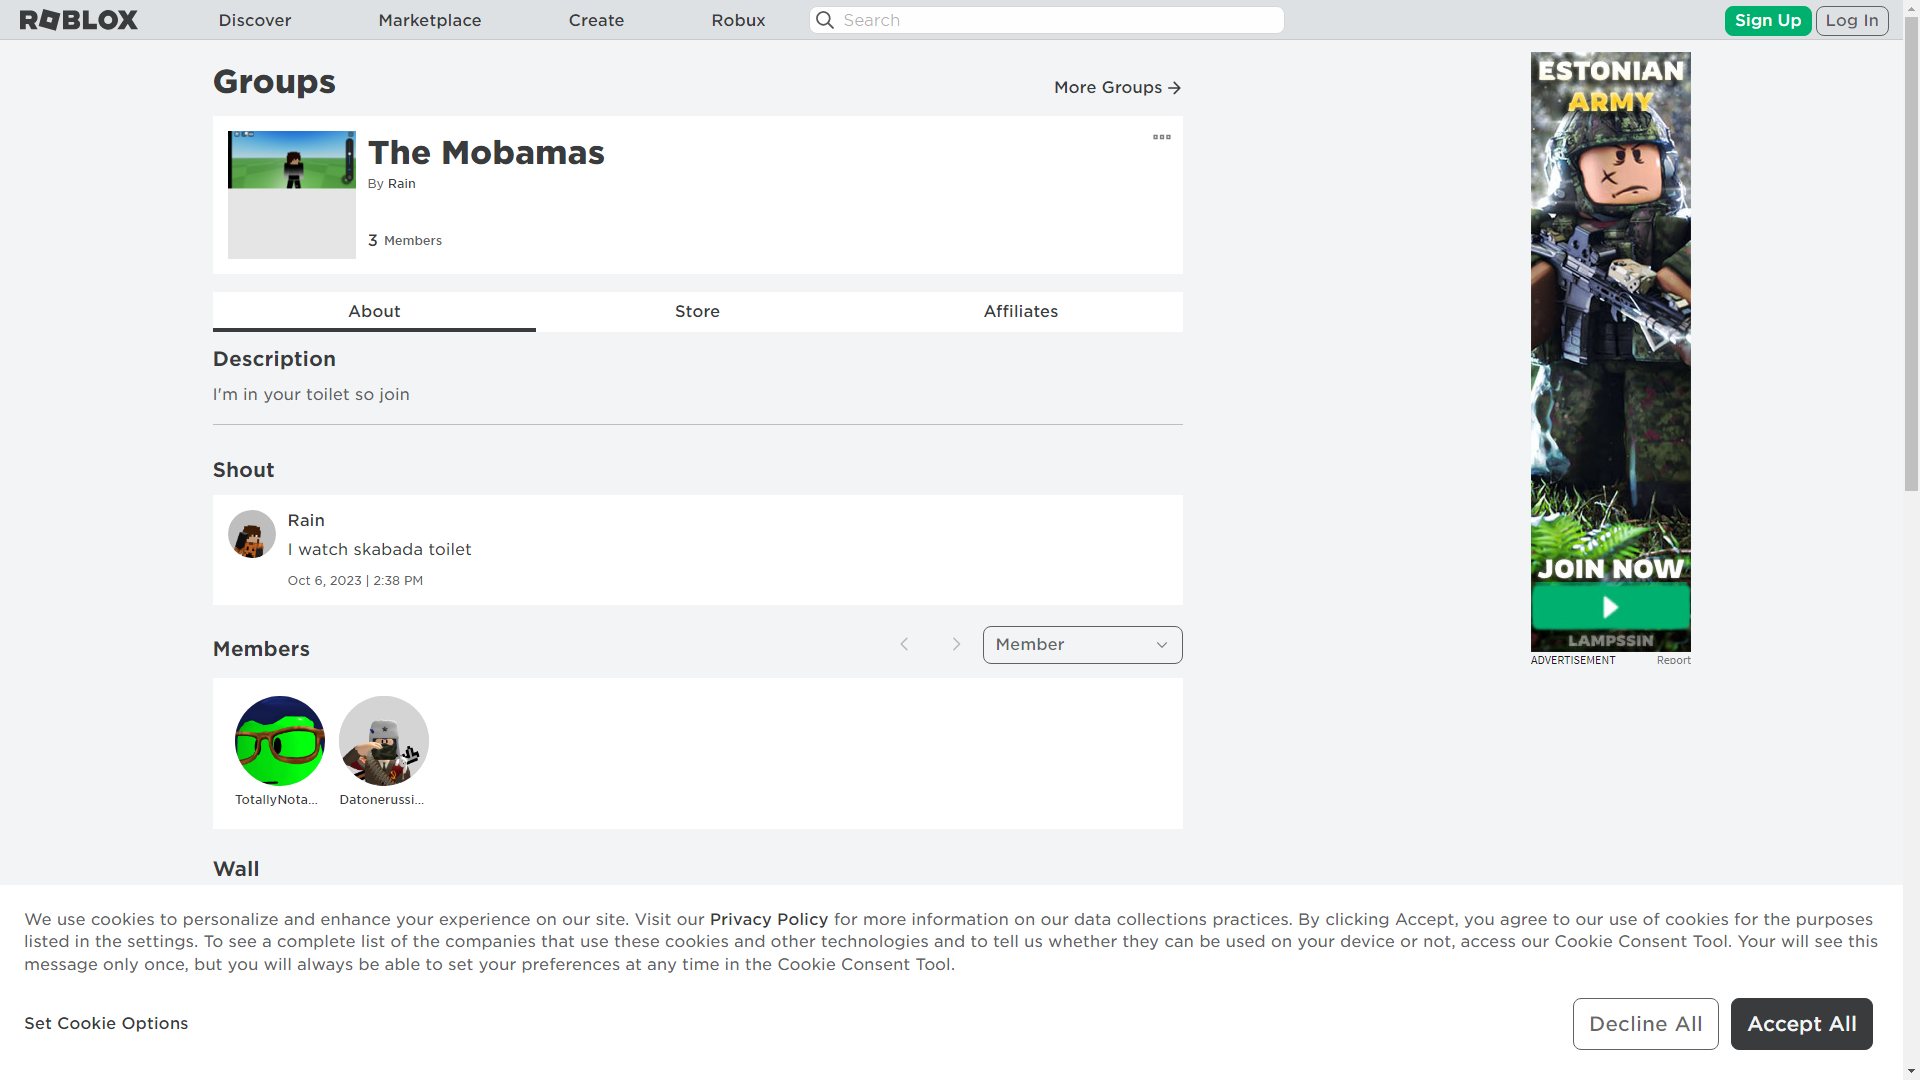 ROBLOX
Discover
Marketplace
Create
Robux
Search
Sign Up
Log In
Groups
More Groups
The Mobamas
By Rain
3 Members
About
Store
Affiliates
Description
I'm in your toilet so join
Shout
Rain
I watch skabada toilet
Oct 6, 2023 | 2:38 PM
Members
Member
TotallyNota...
Datonerussi...
Wall
ESTONIAN
ARMY
JOIN NOW
LAMPSSIN
ADVERTISEMENT
Report
We use cookies to personalize and enhance your experience on our site. Visit our Privacy Policy for more information on our data collections practices. By clicking Accept, you agree to our use of cookies for the purposes
listed in the settings. To see a complete list of the companies that use these cookies and other technologies and to tell us whether they can be used on your device or not, access our Cookie Consent Tool. Your will see this
message only once, but you will always be able to set your preferences at any time in the Cookie Consent Tool.
Set Cookie Options
Decline All
Accept All